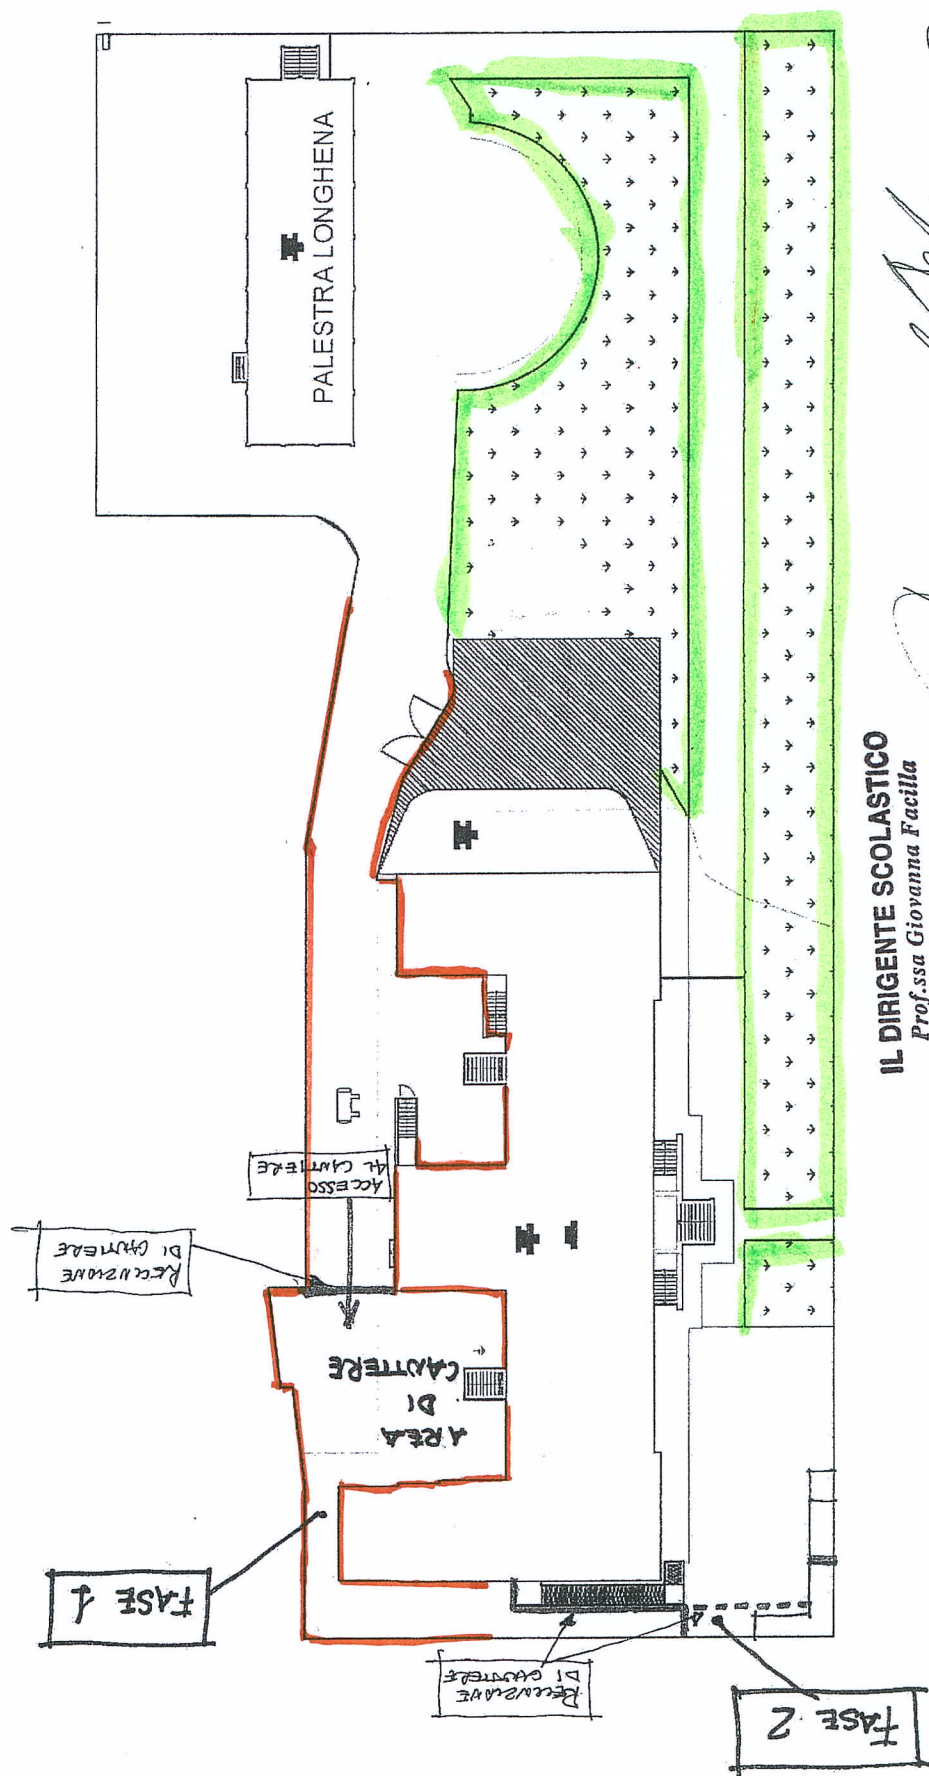 PALESTRA LONGHENA
ACCESSO
AL CANTIERE
RECINZIONE
DI CANTIERE
AREA
DI
CANTIERE
FASE 1
RECINZIONE
DI CANTIERE
FASE 2
IL DIRIGENTE SCOLASTICO
Prof.ssa Giovanna Facilla